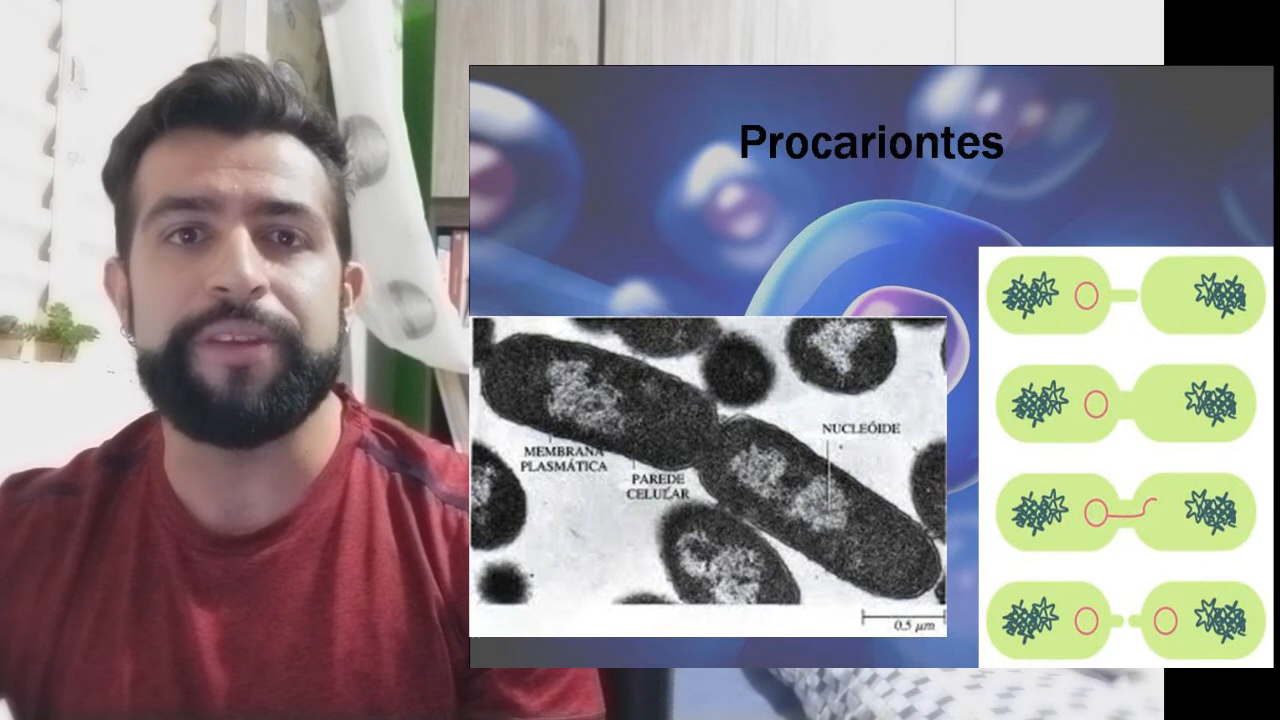 Procariontes
NUCLEÓIDE
MEMBRANA
PLASMÁTICA
PAREDE
CELULAR
0.5 μm